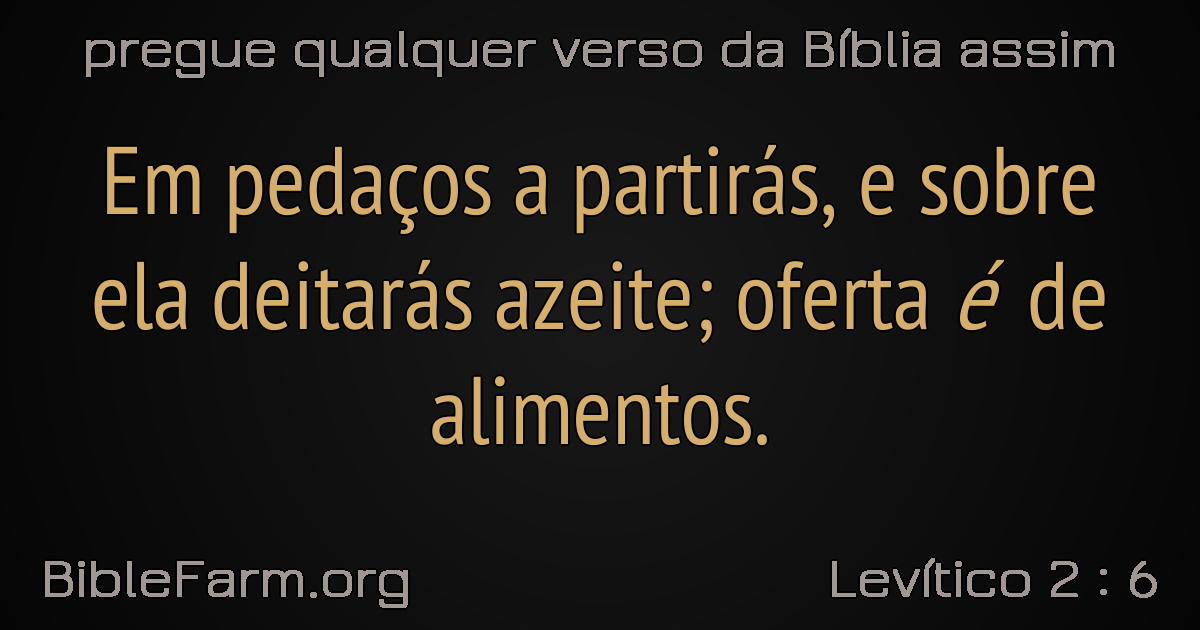 pregue qualquer verso da Bíblia assim
Em pedaços a partirás, e sobre
ela deitarás azeite; oferta é de
alimentos.
BibleFarm.org
Levítico 2 : 6